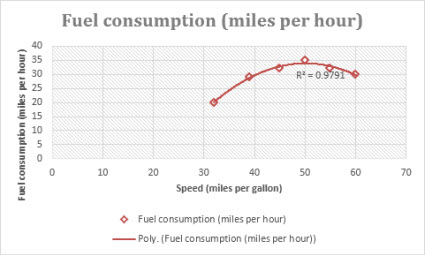 Fuel consumption (miles per hour)
Fuel consumption (miles per hour)
40
35
30
25
20
15
10
5
0
R² = 0.9791
0 10 20 30 40 50 60 70
Speed (miles per gallon)
Fuel consumption (miles per hour)
Poly. (Fuel consumption (miles per hour))